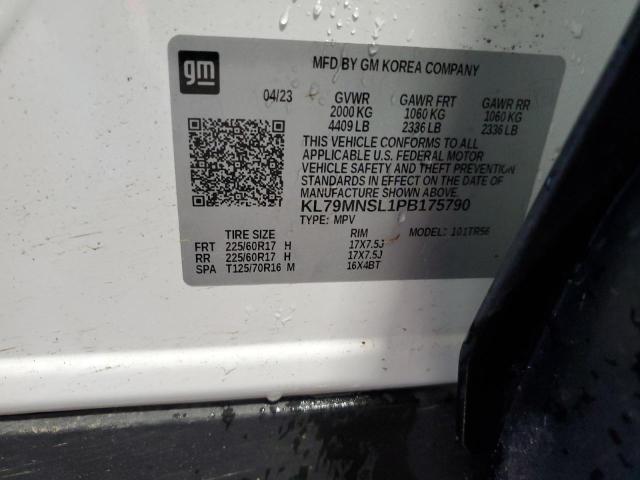 gm
MFD BY GM KOREA COMPANY
04/23 GVWR GAWR FRT GAWR RR
2000 KG 1060 KG 1060 KG
4409 LB 2336 LB 2336 LB
THIS VEHICLE CONFORMS TO ALL
APPLICABLE U.S. FEDERAL MOTOR
VEHICLE SAFETY AND THEFT PREVENTION
STANDARDS IN EFFECT ON THE DATE OF
MANUFACTURE SHOWN ABOVE.
KL79MNSL1PB175790
TYPE: MPV MODEL: 101TR56
TIRE SIZE RIM
FRT 225/60R17 H 17X7.5J
RR 225/60R17 H 17X7.5J
SPA T125/70R16 M 16X4BT